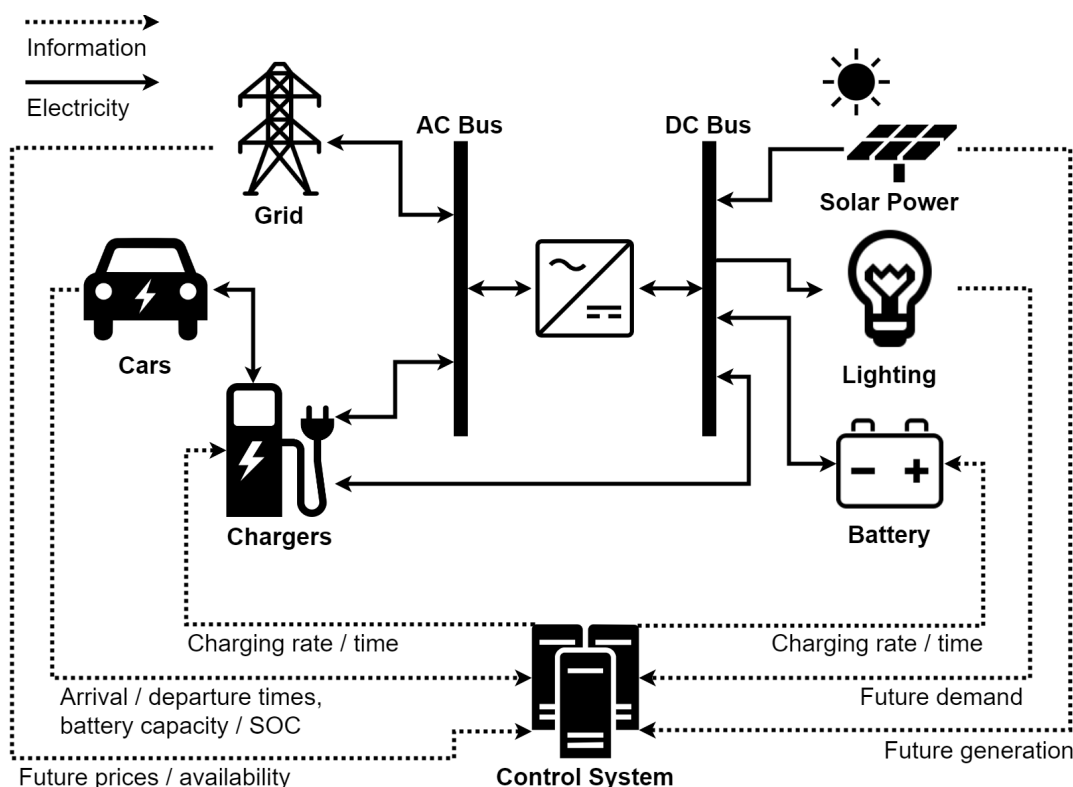 Information
Electricity
AC Bus
DC Bus
Grid
Solar Power
Cars
Lighting
Chargers
Battery
Charging rate / time
Charging rate / time
Arrival / departure times,
battery capacity / SOC
Future demand
Future generation
Future prices / availability
Control System